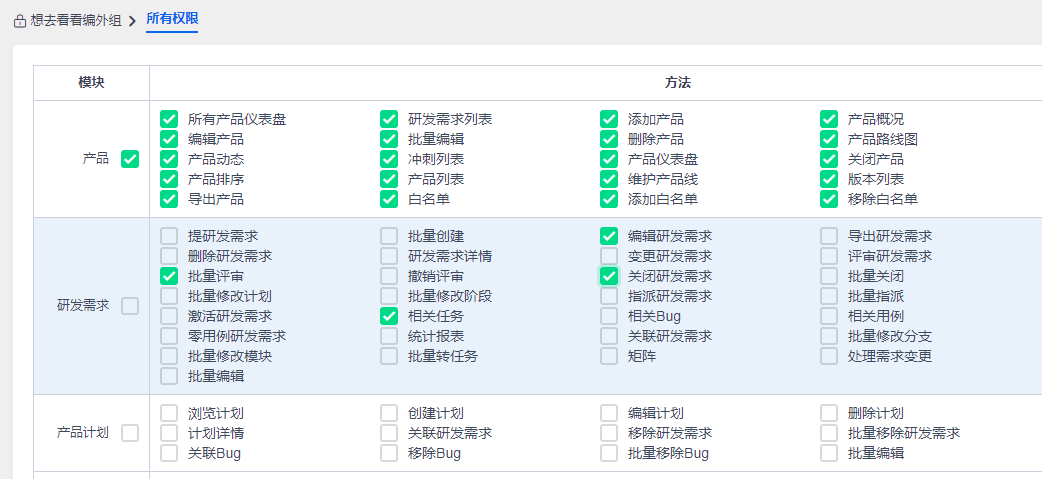 想去看看编外组 所有权限
模块 方法
所有产品仪表盘 研发需求列表 添加产品 产品概况
编辑产品 批量编辑 删除产品 产品路线图
产品 产品动态 冲刺列表 产品仪表盘 关闭产品
产品排序 产品列表 维护产品线 版本列表
导出产品 白名单 添加白名单 移除白名单
提研发需求 批量创建 编辑研发需求 导出研发需求
删除研发需求 研发需求详情 变更研发需求 评审研发需求
批量评审 撤销评审 关闭研发需求 批量关闭
研发需求 批量修改计划 批量修改阶段 指派研发需求 批量指派
激活研发需求 相关任务 相关Bug 相关用例
零用例研发需求 统计报表 关联研发需求 批量修改分支
批量修改模块 批量转任务 矩阵 处理需求变更
批量编辑
浏览计划 创建计划 编辑计划 删除计划
产品计划 计划详情 关联研发需求 移除研发需求 批量移除研发需求
关联Bug 移除Bug 批量移除Bug 批量编辑